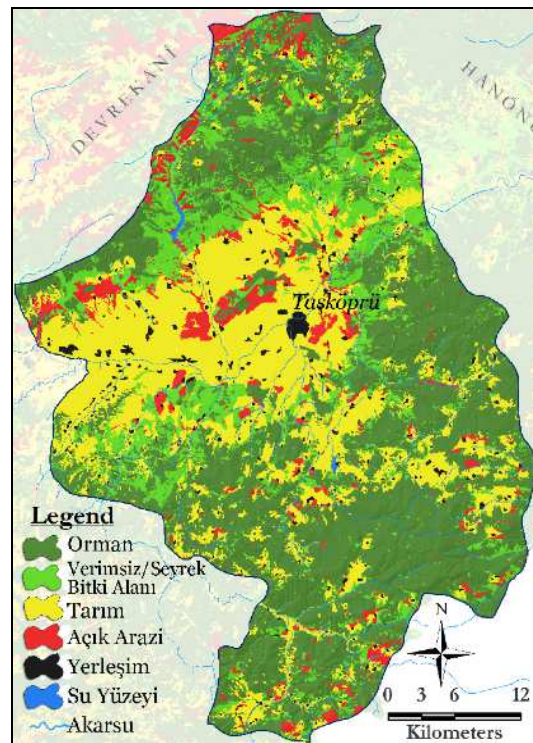 DEVREKANİ
HANÖNÜ
Taşköprü
Legend
Orman
Verimsiz/Seyrek
Bitki Alanı
Tarım
Açık Arazi
Yerleşim
Su Yüzeyi
Akarsu
N
0 3 6 12
Kilometers